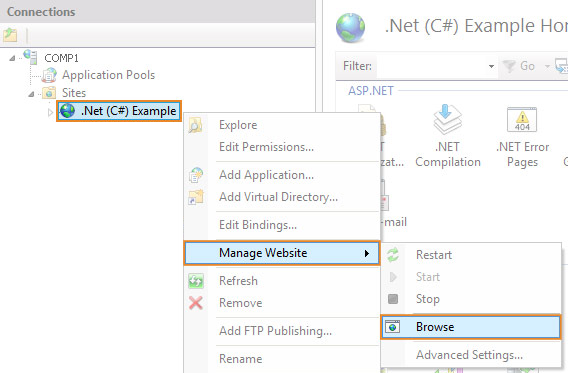 Connections
.Net (C#) Example Ho
COMP1
Application Pools
Sites
.Net (C#) Example
Filter:
Go
ASP.NET
.NET
Compilation
404
.NET Error
Pages
-mail
Explore
Edit Permissions...
Add Application...
Add Virtual Directory...
Edit Bindings...
Manage Website
Refresh
Remove
Add FTP Publishing...
Rename
Restart
Start
Stop
Browse
Advanced Settings...